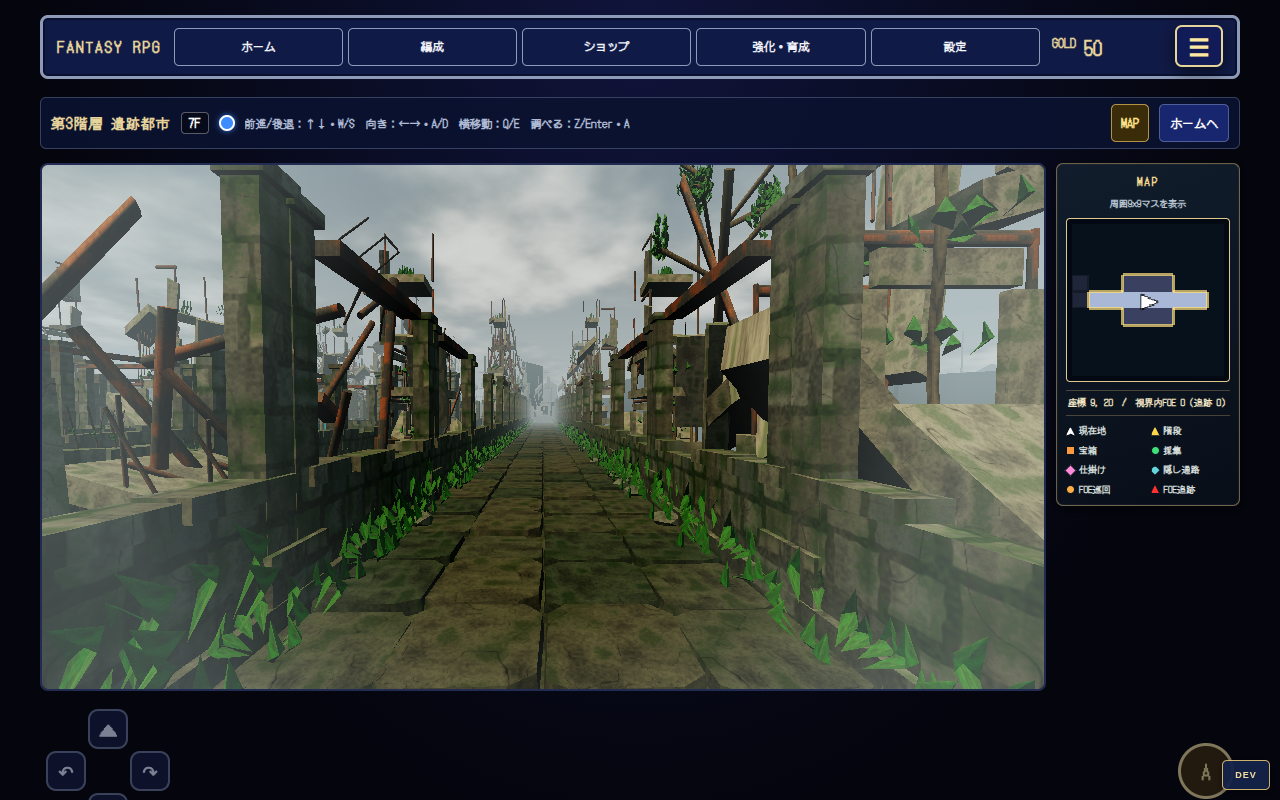 FANTASY RPG
ホーム
編成
ショップ
強化・育成
設定
GOLD 50
第3階層 遺跡都市
7F
前進/後退：↑↓・W/S 向き：←→・A/D 横移動：Q/E 調べる：Z/Enter・A
MAP
ホームへ
MAP
周囲9x9マスを表示
座標 9, 20 / 視界内FOE 0 (追跡 0)
現在地
階段
宝箱
採集
仕掛け
隠し通路
FOE巡回
FOE追跡
A
DEV